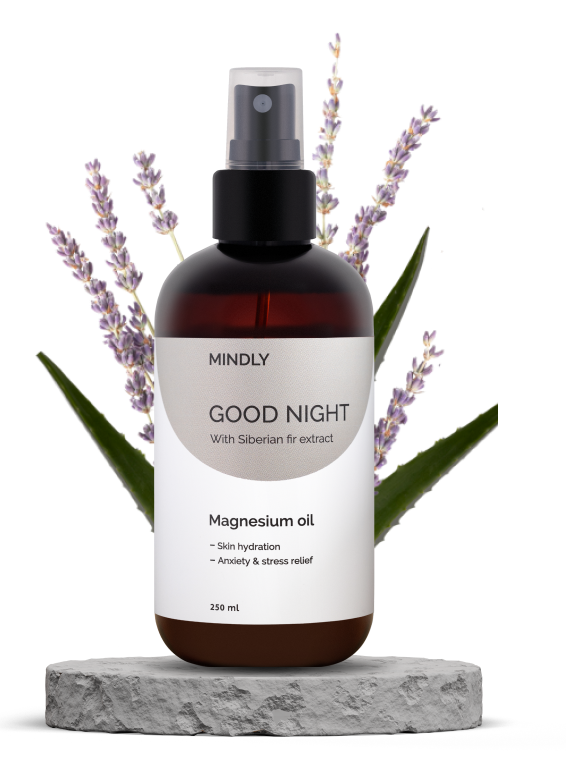 MINDLY
GOOD NIGHT
With Siberian fir extract
Magnesium oil
– Skin hydration
– Anxiety & stress relief
250 ml